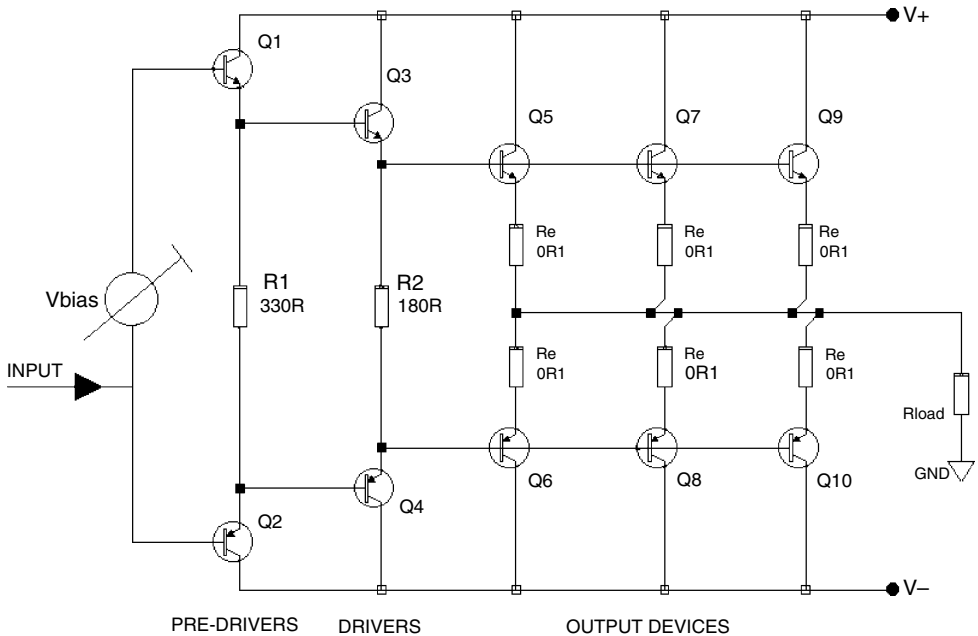 V+
Q1
Q3
Q5
Q7
Q9
Re
0R1
Re
0R1
Re
0R1
Vbias
R1
330R
R2
180R
INPUT
Re
0R1
Re
0R1
Re
0R1
Rload
GND
Q2
Q4
Q6
Q8
Q10
V–
PRE-DRIVERS
DRIVERS
OUTPUT DEVICES